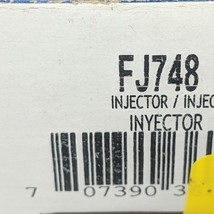 FJ748
INJECTOR / INJEC
INYECTOR
7 07390 3